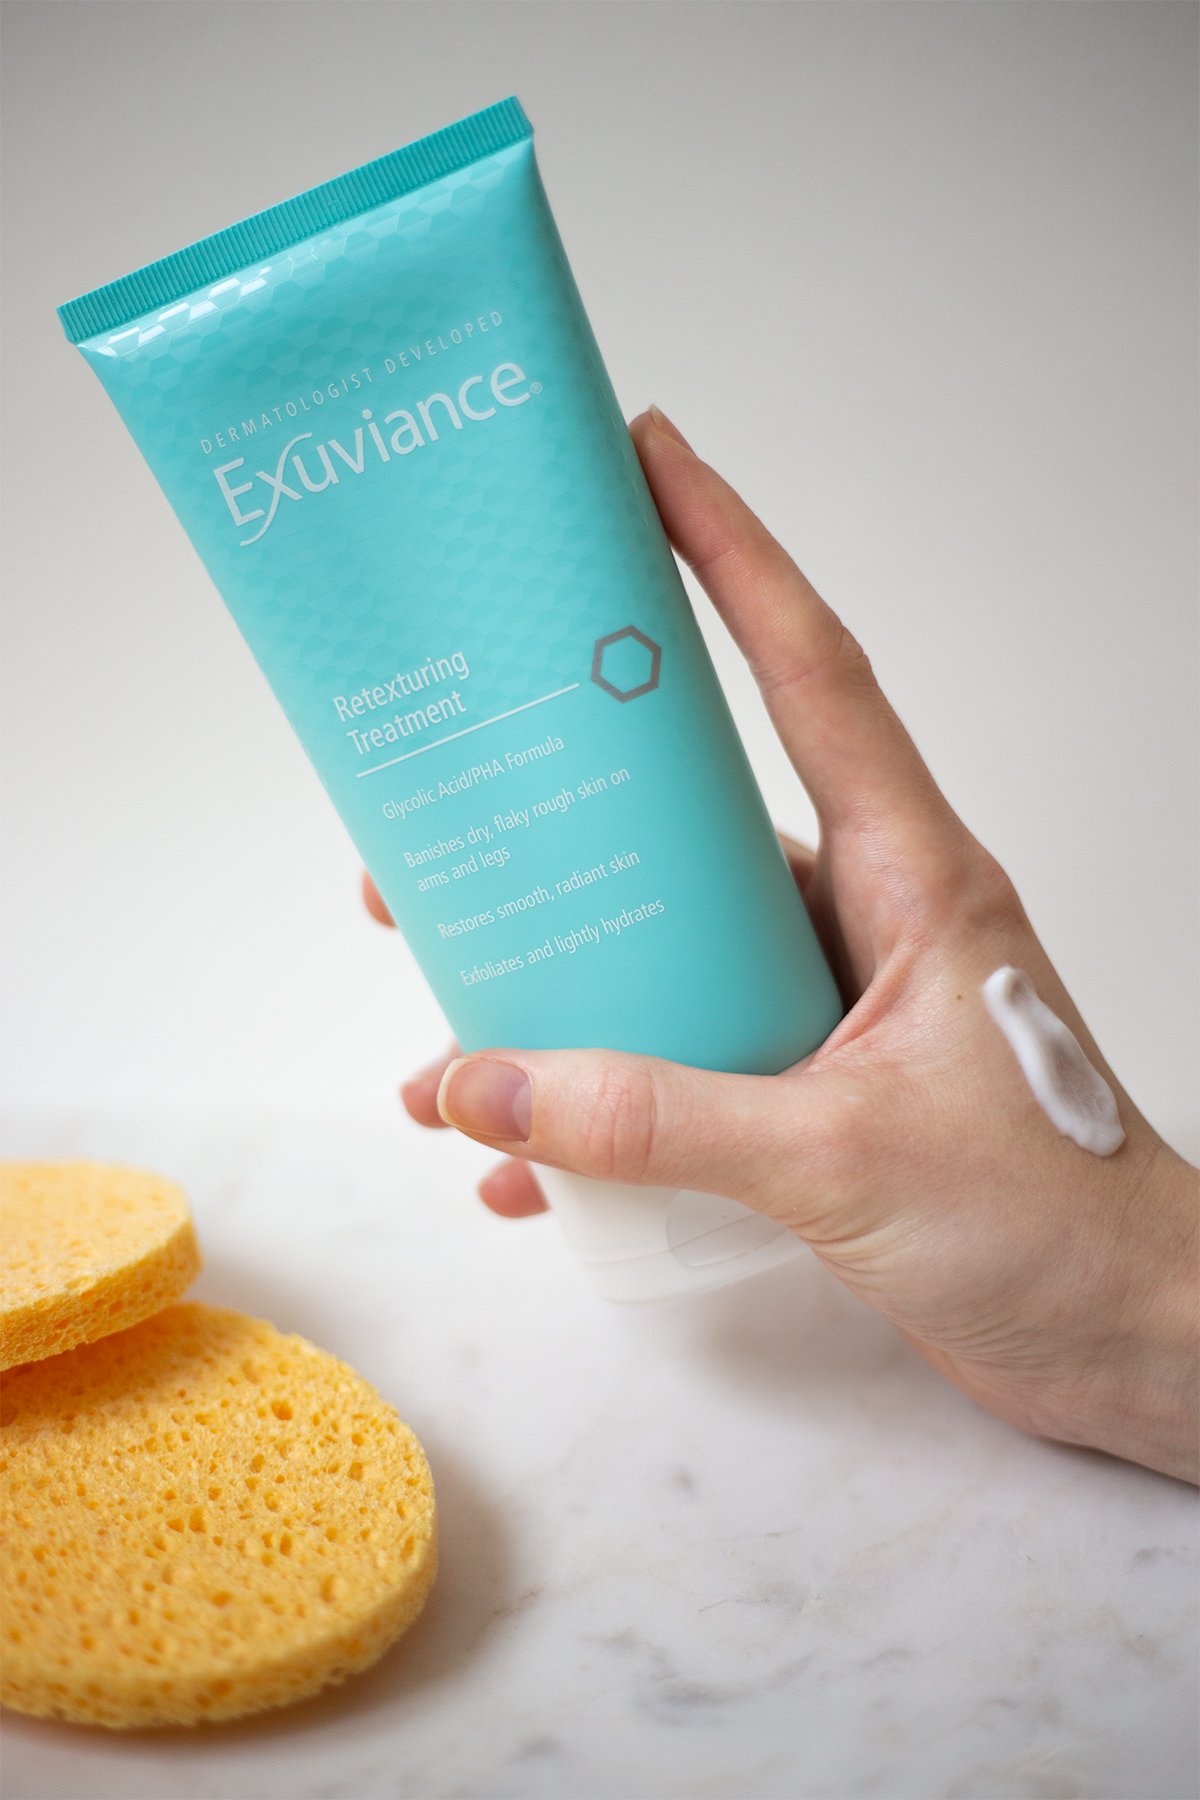 DERMATOLOGIST DEVELOPED
Exuviance®
Retexturing
Treatment
Glycolic Acid/PHA Formula
Banishes dry, flaky rough skin on
arms and legs
Restores smooth, radiant skin
Exfoliates and lightly hydrates